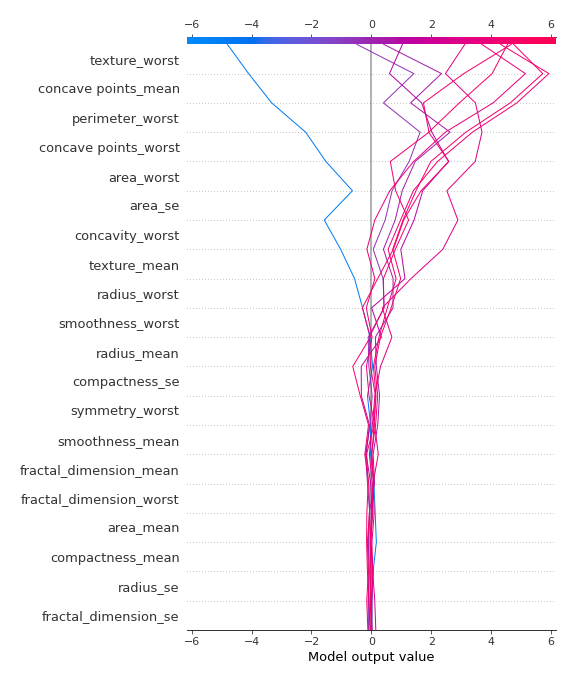 −6 −4 −2 0 2 4 6
texture_worst
concave points_mean
perimeter_worst
concave points_worst
area_worst
area_se
concavity_worst
texture_mean
radius_worst
smoothness_worst
radius_mean
compactness_se
symmetry_worst
smoothness_mean
fractal_dimension_mean
fractal_dimension_worst
area_mean
compactness_mean
radius_se
fractal_dimension_se
−6 −4 −2 0 2 4 6
Model output value